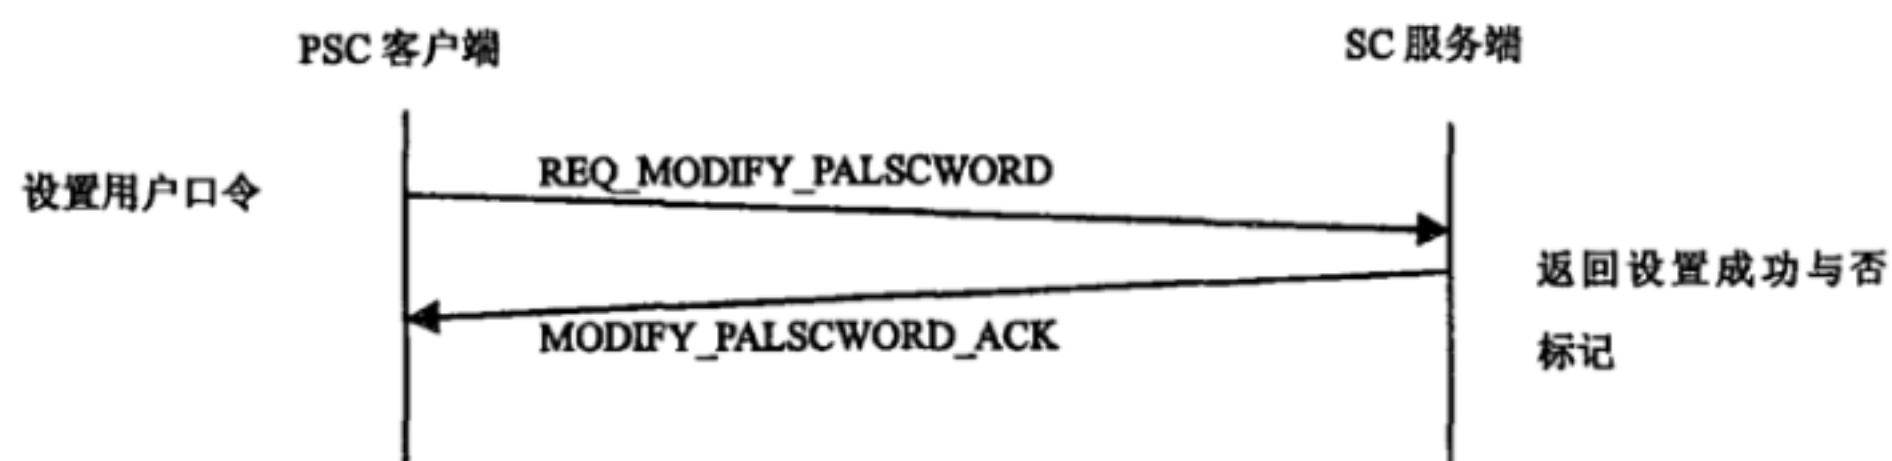 PSC 客户端
SC 服务端
REQ_MODIFY_PALSCWORD
设置用户口令
返回设置成功与否
MODIFY_PALSCWORD_ACK
标记